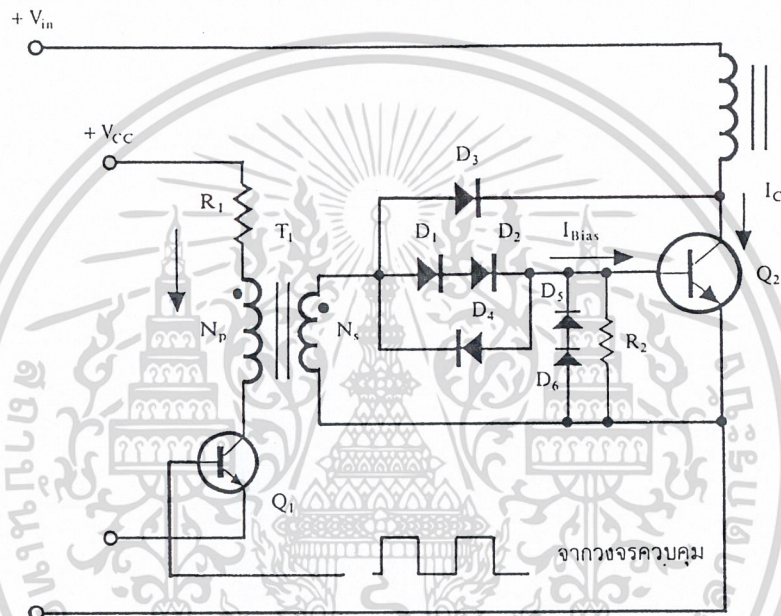 + V_in
+ V_CC
D_3
R_1
T_1
D_1
D_2
I_Bias
I_C
Q_2
D_5
D_4
N_p
N_s
R_2
D_6
Q_1
จากวงจรควบคุม